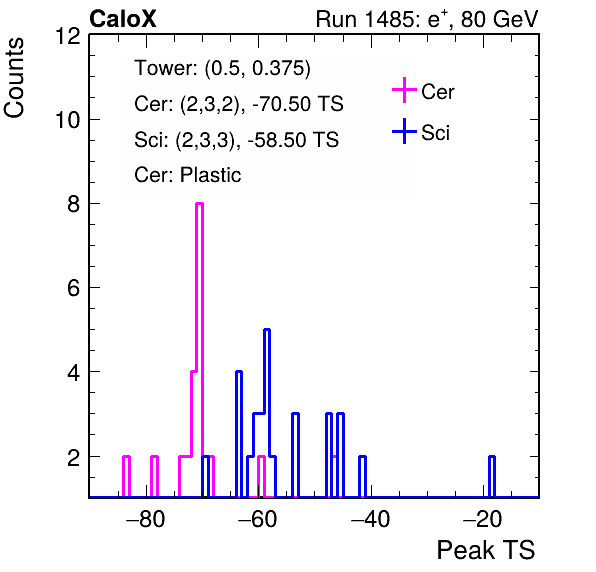 CaloX Run 1485: e⁺, 80 GeV
Counts
12
10
8
6
4
2
Tower: (0.5, 0.375)
Cer: (2,3,2), -70.50 TS
Sci: (2,3,3), -58.50 TS
Cer: Plastic
Cer
Sci
−80 −60 −40 −20
Peak TS